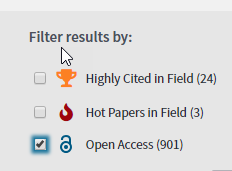 Filter results by:
Highly Cited in Field (24)
Hot Papers in Field (3)
Open Access (901)